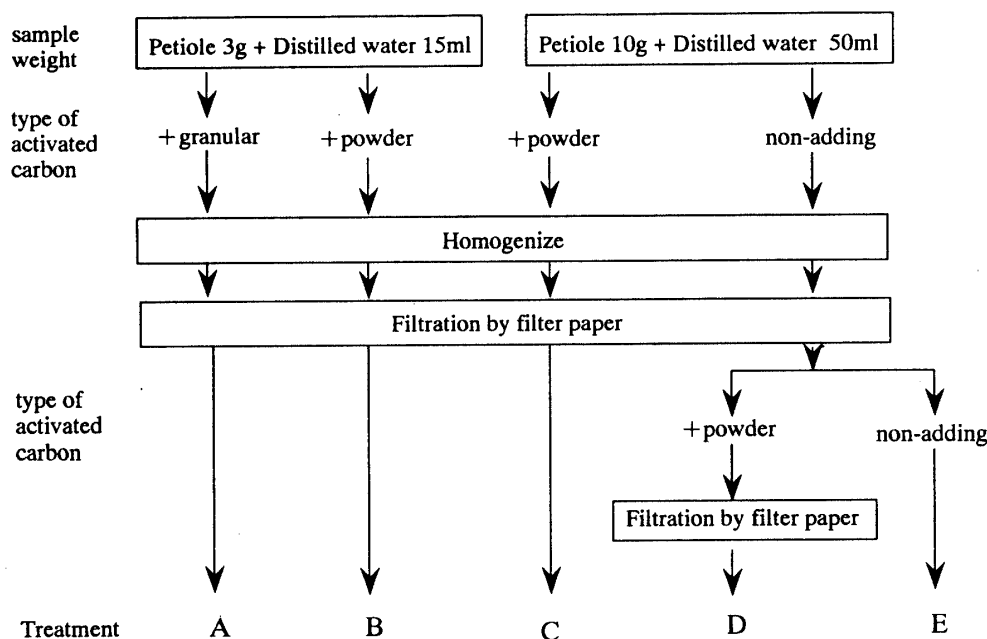 sample
weight
Petiole 3g + Distilled water 15ml
Petiole 10g + Distilled water 50ml
type of
activated
carbon
+granular
+powder
+powder
non-adding
Homogenize
Filtration by filter paper
type of
activated
carbon
+powder
non-adding
Filtration by filter paper
Treatment A B C D E